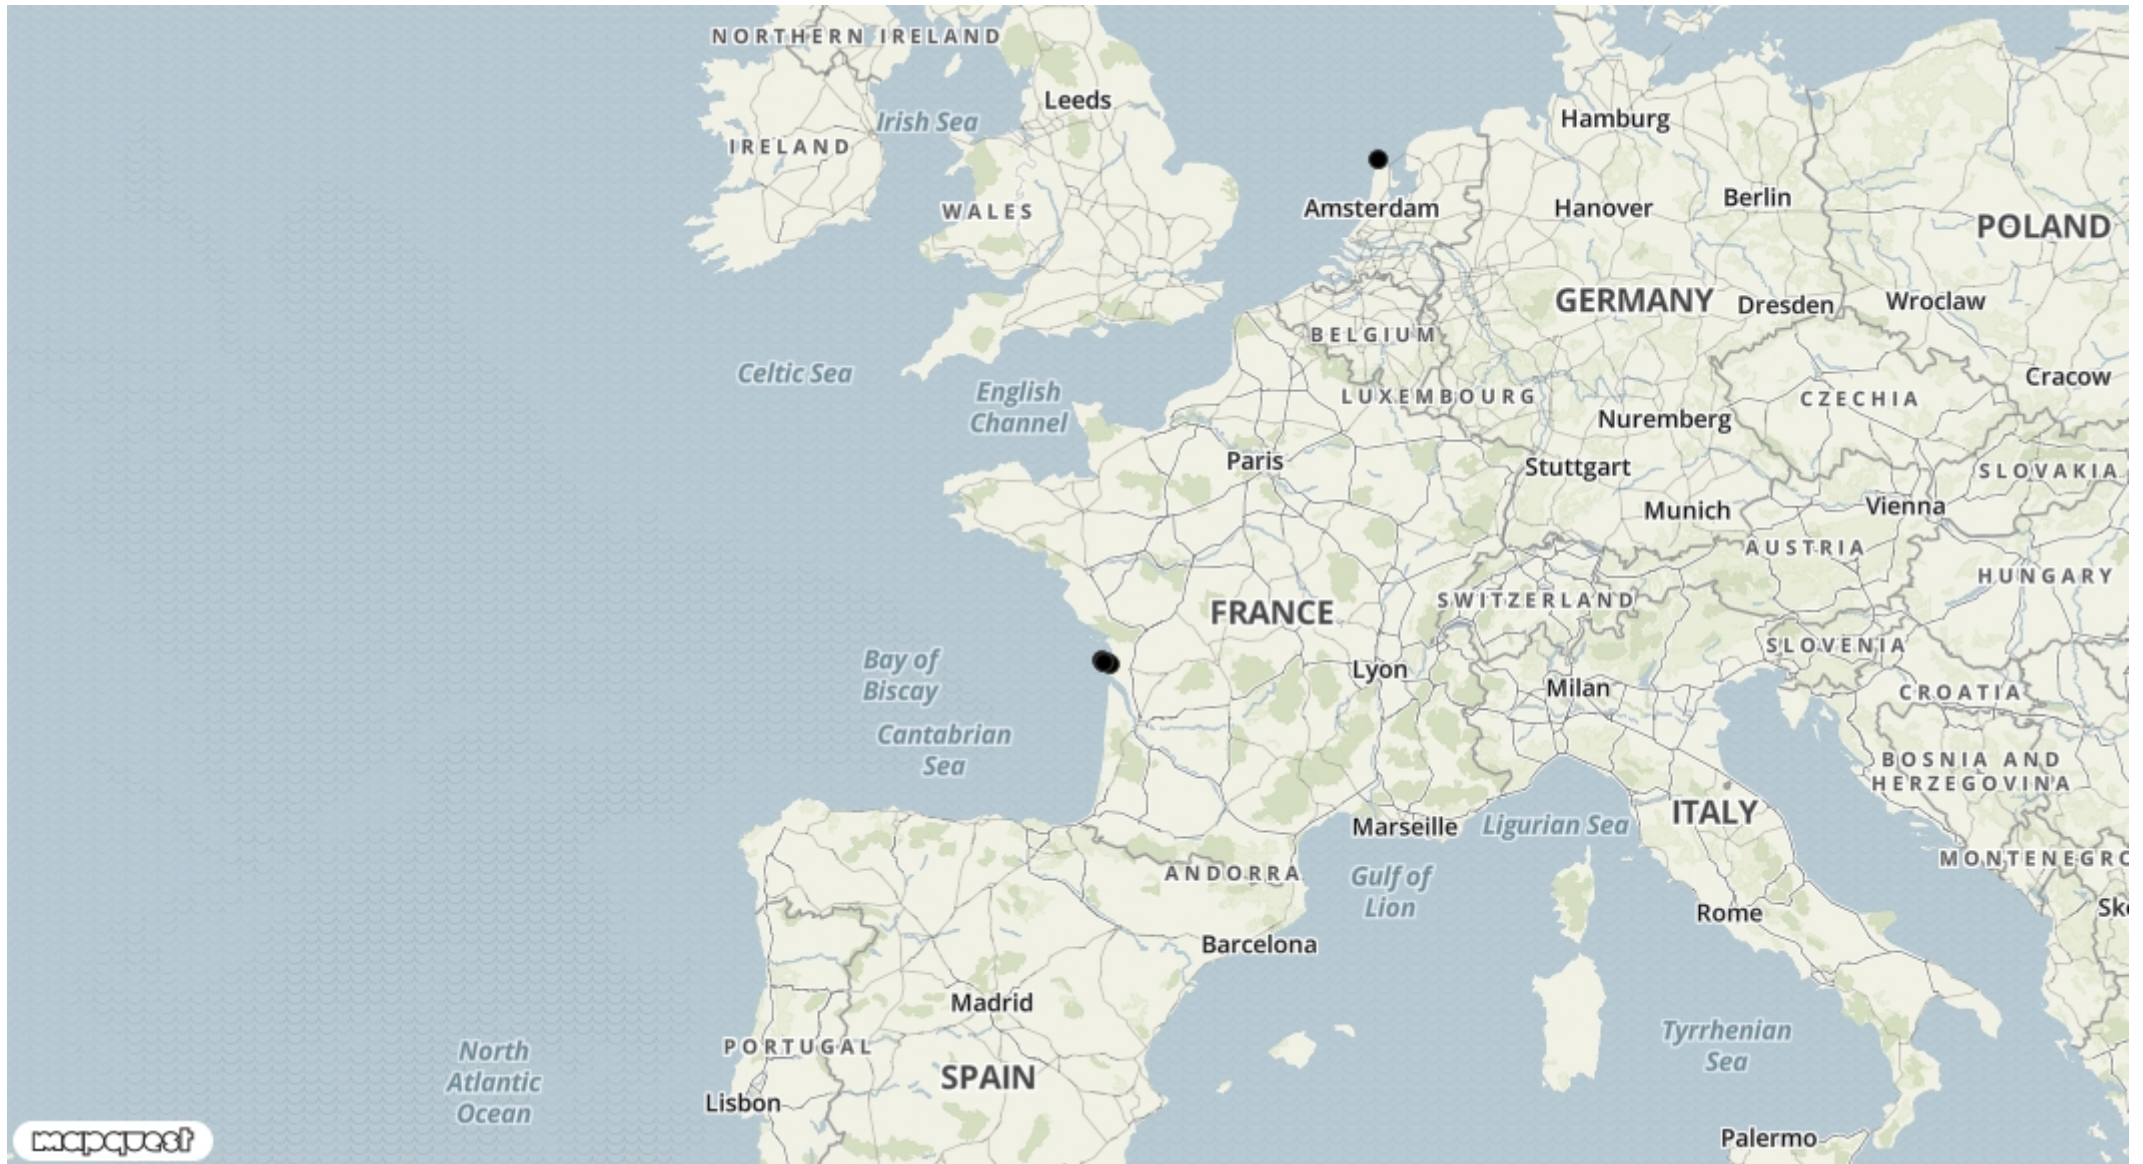 NORTHERN IRELAND
Leeds
Irish Sea
Hamburg
IRELAND
Berlin
Amsterdam
Hanover
WALES
POLAND
GERMANY
Dresden
Wroclaw
BELGIUM
Celtic Sea
Cracow
English
Channel
LUXEMBOURG
CZECHIA
Nuremberg
Paris
Stuttgart
SLOVAKIA
Munich
Vienna
AUSTRIA
HUNGARY
SWITZERLAND
FRANCE
SLOVENIA
Bay of
Biscay
Lyon
Milan
CROATIA
Cantabrian
Sea
BOSNIA AND
HERZEGOVINA
ITALY
Marseille
Ligurian Sea
MONTENEGRO
ANDORRA
Gulf of
Lion
Rome
Sk
Barcelona
Madrid
Tyrrhenian
Sea
PORTUGAL
North
Atlantic
Ocean
SPAIN
Lisbon
mapquest
Palermo